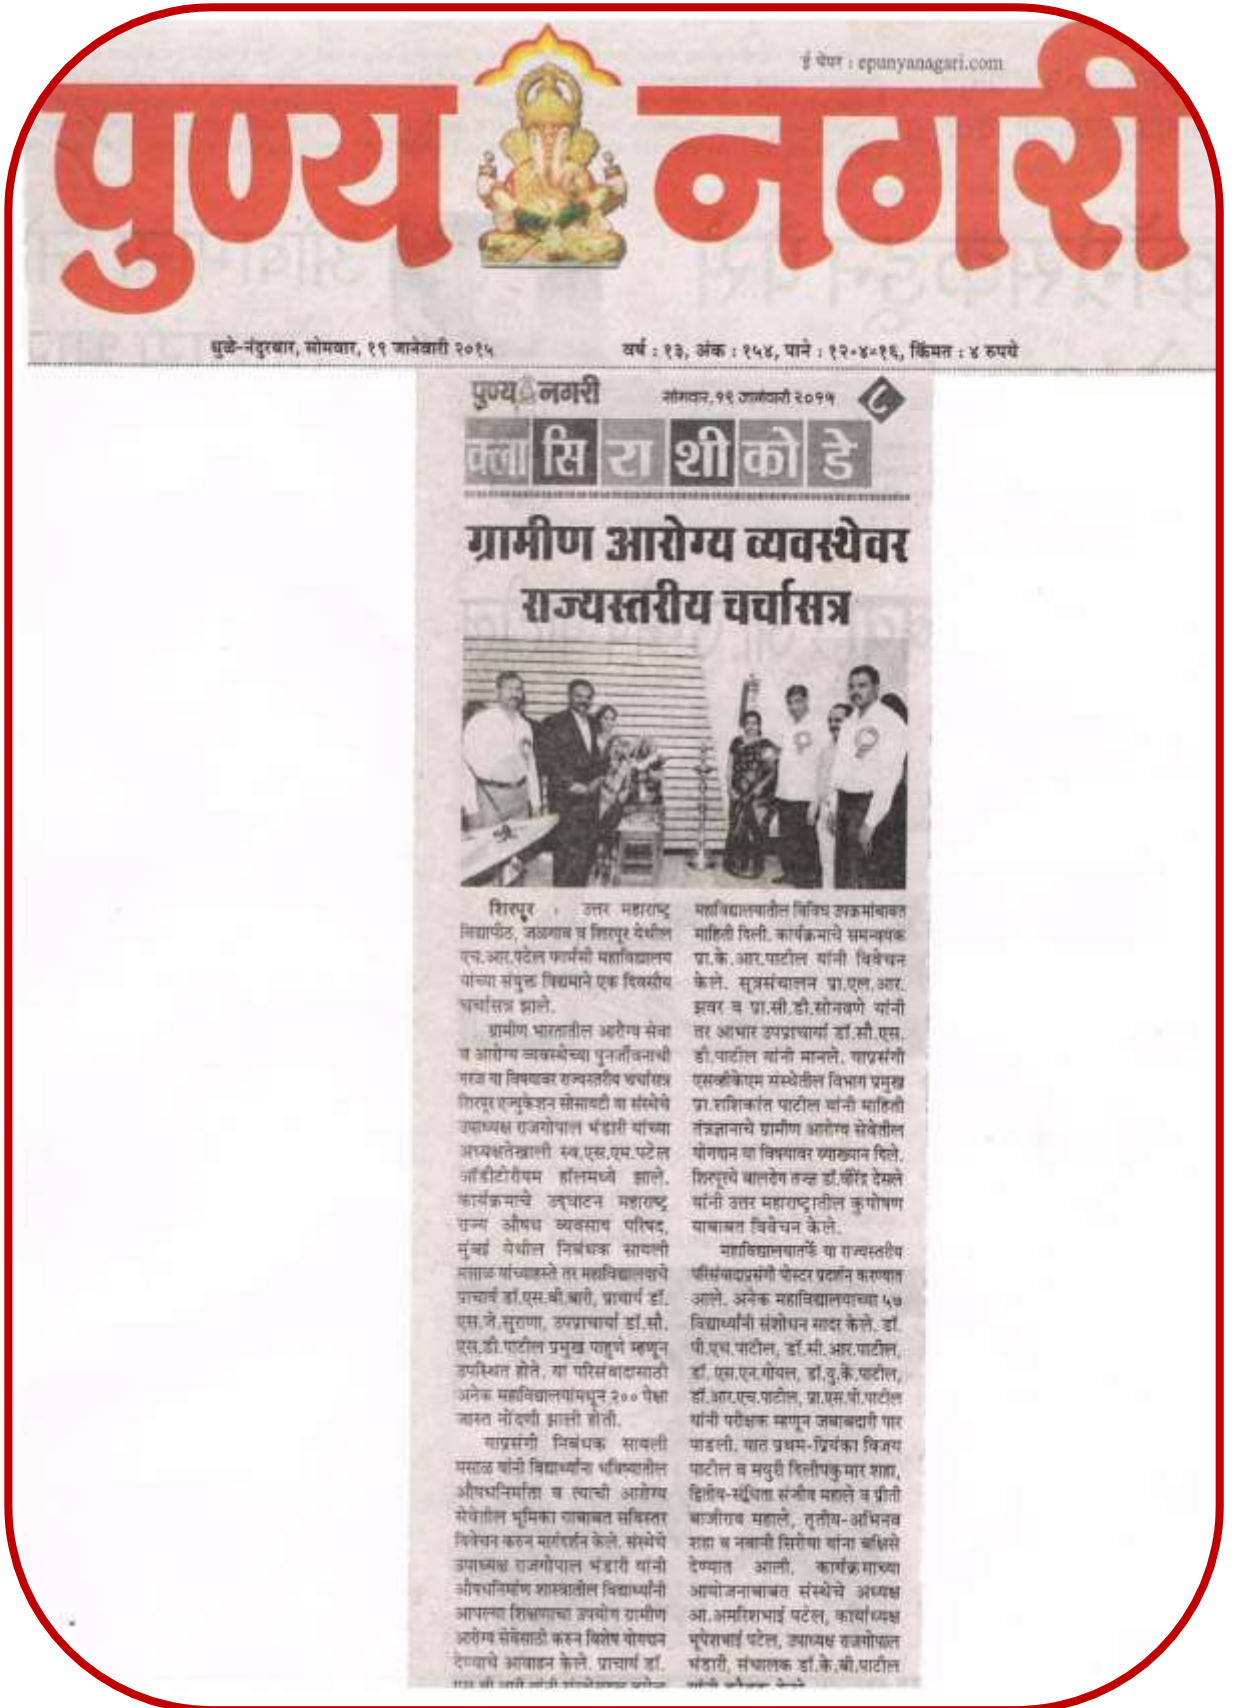 ई पेपर : epunyanagari.com
पुण्य नगरी
धुळे-नंदुरबार, सोमवार, १९ जानेवारी २०१५ वर्ष : १३, अंक : १५४, पाने : १२+४=१६, किंमत : ४ रुपये
पुण्य नगरी सोमवार, १९ जानेवारी २०१५ ८
क्ला सि रा शी को डे
ग्रामीण आरोग्य व्यवस्थेवर
राज्यस्तरीय चर्चासत्र
शिरपूर : उत्तर महाराष्ट्र
विद्यापीठ, जळगाव व शिरपूर येथील
एच.आर.पटेल फार्मसी महाविद्यालय
यांच्या संयुक्त विद्यमाने एक दिवसीय
चर्चासत्र झाले.
ग्रामीण भारतातील आरोग्य सेवा
व आरोग्य व्यवस्थेच्या पुनर्जीवनाची
गरज या विषयावर राज्यस्तरीय चर्चासत्र
शिरपूर एज्युकेशन सोसायटी या संस्थेचे
उपाध्यक्ष राजगोपाल भंडारी यांच्या
अध्यक्षतेखाली स्व.एस.एम.पटेल
ऑडीटोरीयम हॉलमध्ये झाले.
कार्यक्रमाचे उद्घाटन महाराष्ट्र
राज्य औषध व्यवसाय परिषद,
मुंबई येथील निबंधक सायली
मसाळ यांच्याहस्ते तर महाविद्यालयाचे
प्राचार्य डॉ.एस.बी.बारी, प्राचार्य डॉ.
एस.जे.सुराणा, उपप्राचार्या डॉ.सौ.
एस.डी.पाटील प्रमुख पाहुणे म्हणून
उपस्थित होते. या परिसंवादासाठी
अनेक महाविद्यालयांमधून २०० पेक्षा
जास्त नोंदणी झाली होती.
याप्रसंगी निबंधक सायली
मसाळ यांनी विद्यार्थ्यांना भविष्यातील
औषधनिर्माता व त्याची आरोग्य
सेवेतील भूमिका याबाबत सविस्तर
विवेचन करुन मार्गदर्शन केले. संस्थेचे
उपाध्यक्ष राजगोपाल भंडारी यांनी
औषधनिर्माण शास्त्रातील विद्यार्थ्यांनी
आपल्या शिक्षणाचा उपयोग ग्रामीण
आरोग्य सेवेसाठी करुन विशेष योगदान
देण्याचे आवाहन केले. प्राचार्य डॉ.
महाविद्यालयातील विविध उपक्रमांबाबत
माहिती दिली. कार्यक्रमाचे समन्वयक
प्रा.के.आर.पाटील यांनी विवेचन
केले. सूत्रसंचालन प्रा.एल.आर.
झवर व प्रा.सी.डी.सोनवणे यांनी
तर आभार उपप्राचार्या डॉ.सौ.एस.
डी.पाटील यांनी मानले. याप्रसंगी
एसव्हीकेएम संस्थेतील विभाग प्रमुख
प्रा.शशिकांत पाटील यांनी माहिती
तंत्रज्ञानाचे ग्रामीण आरोग्य सेवेतील
योगदान या विषयावर व्याख्यान दिले.
शिरपूरचे बालरोग तज्ज्ञ डॉ.धीरेंद्र देसले
यांनी उत्तर महाराष्ट्रातील कुपोषण
याबाबत विवेचन केले.
महाविद्यालयातर्फे या राज्यस्तरीय
परिसंवादाप्रसंगी पोस्टर प्रदर्शन करण्यात
आले. अनेक महाविद्यालयाच्या ५७
विद्यार्थ्यांनी संशोधन सादर केले. डॉ.
पी.एच.पाटील, डॉ.सी.आर.पाटील,
डॉ. एस.एन.गोयल, डॉ.यु.के.पाटील,
डॉ.आर.एच.पाटील, प्रा.एस.पी.पाटील
यांनी परीक्षक म्हणून जबाबदारी पार
पाडली. यात प्रथम-प्रियंका विजय
पाटील व मयुरी दिलीपकुमार शहा,
द्वितीय- संजीव महाले व प्रीती
बाजीराव महाले, तृतीय-अभिनव
शहा व नवानी सिरोया यांना बक्षिसे
देण्यात आली. कार्यक्रमाच्या
आयोजनाबाबत संस्थेचे अध्यक्ष
आ.अमरिशभाई पटेल, कार्याध्यक्ष
भूपेशभाई पटेल, उपाध्यक्ष राजगोपाल
भंडारी, संचालक डॉ.के.बी.पाटील